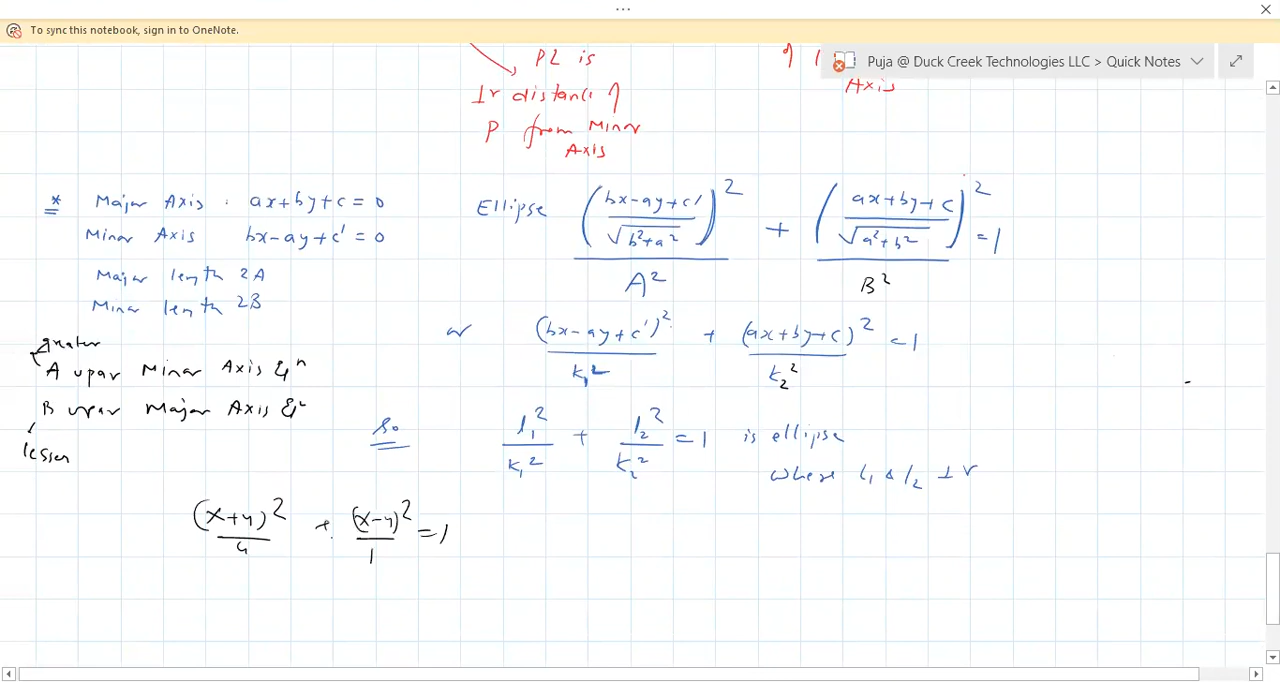 To sync this notebook, sign in to OneNote.
Puja @ Duck Creek Technologies LLC > Quick Notes
PL is
⊥r distance of
P from Minor
Axis
Axis
* Major Axis : ax+by+c=0
Minor Axis bx-ay+c'=0
Major length 2A
Minor length 2B
Ellipse ((bx-ay+c')/√(b²+a²))²/A² + ((ax+by+c)/√(a²+b²))²/B² = 1
or (bx-ay+c')²/k₁² + (ax+by+c)²/k₂² = 1
greater
A upar Minor Axis Eqn
B upar Major Axis Eqn
lesser
So l₁²/k₁² + l₂²/k₂² = 1 is ellipse
where l₁ & l₂ ⊥r
(x+y)²/4 + (x-y)²/1 = 1